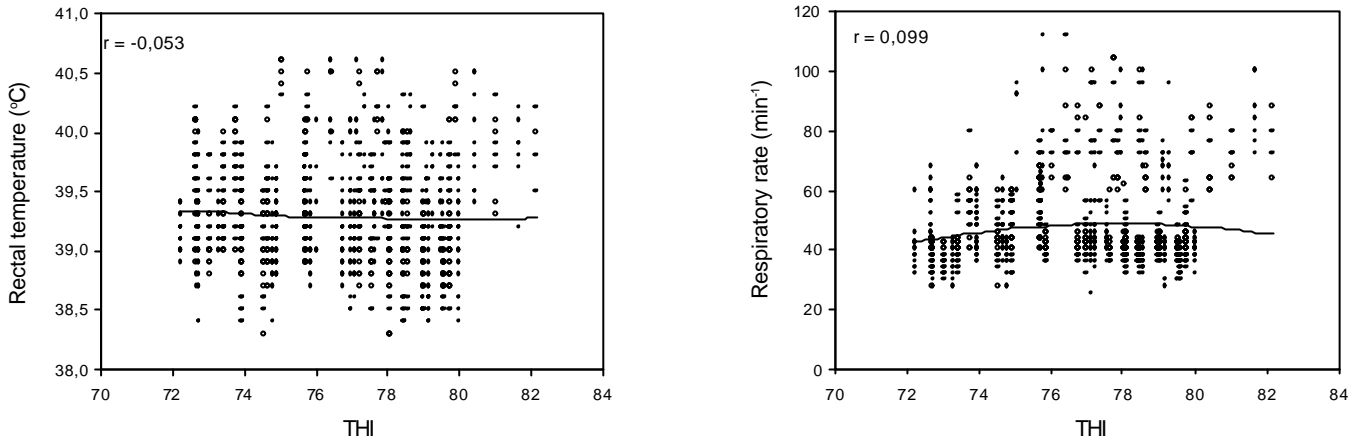 41,0
40,5
40,0
39,5
39,0
38,5
38,0
Rectal temperature (°C)
r = -0,053
70 72 74 76 78 80 82 84
THI
120
100
80
60
40
20
0
Respiratory rate (min-1)
r = 0,099
70 72 74 76 78 80 82 84
THI